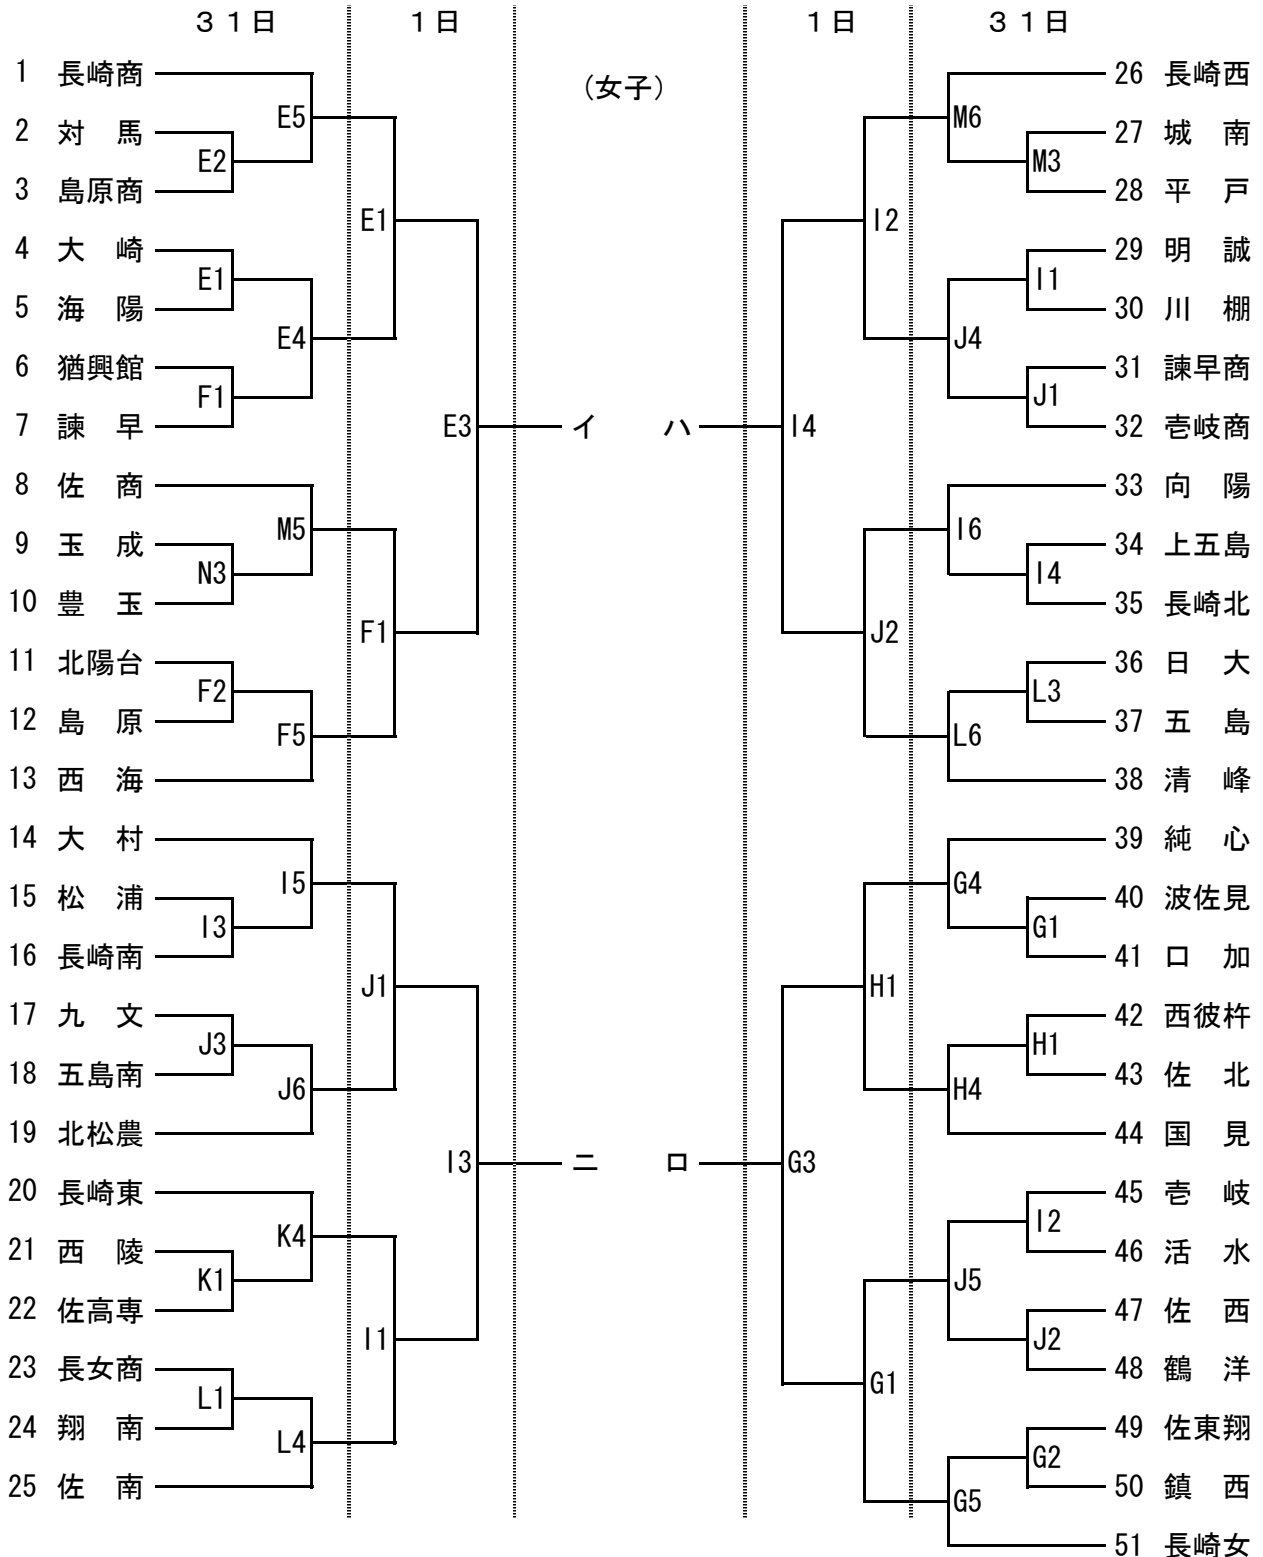 ３１日 １日 １日 ３１日
(女子)
1 長崎商 26 長崎西
E5 M6
2 対 馬 27 城 南
E2 M3
3 島原商 28 平 戸
E1 I2
4 大 崎 29 明 誠
E1 I1
5 海 陽 30 川 棚
E4 J4
6 猶興館 31 諫早商
F1 J1
7 諫 早 E3 イ ハ I4 32 壱岐商
8 佐 商 33 向 陽
M5 I6
9 玉 成 34 上五島
N3 I4
10 豊 玉 35 長崎北
F1 J2
11 北陽台 36 日 大
F2 L3
12 島 原 37 五 島
F5 L6
13 西 海 38 清 峰
14 大 村 39 純 心
I5 G4
15 松 浦 40 波佐見
I3 G1
16 長崎南 41 口 加
J1 H1
17 九 文 42 西彼杵
J3 H1
18 五島南 43 佐 北
J6 H4
19 北松農 44 国 見
I3 ニ ロ G3
20 長崎東 45 壱 岐
K4 I2
21 西 陵 46 活 水
K1 J5
22 佐高専 47 佐 西
I1 J2
23 長女商 48 鶴 洋
L1 G1
24 翔 南 49 佐東翔
L4 G2
25 佐 南 50 鎮 西
G5
51 長崎女